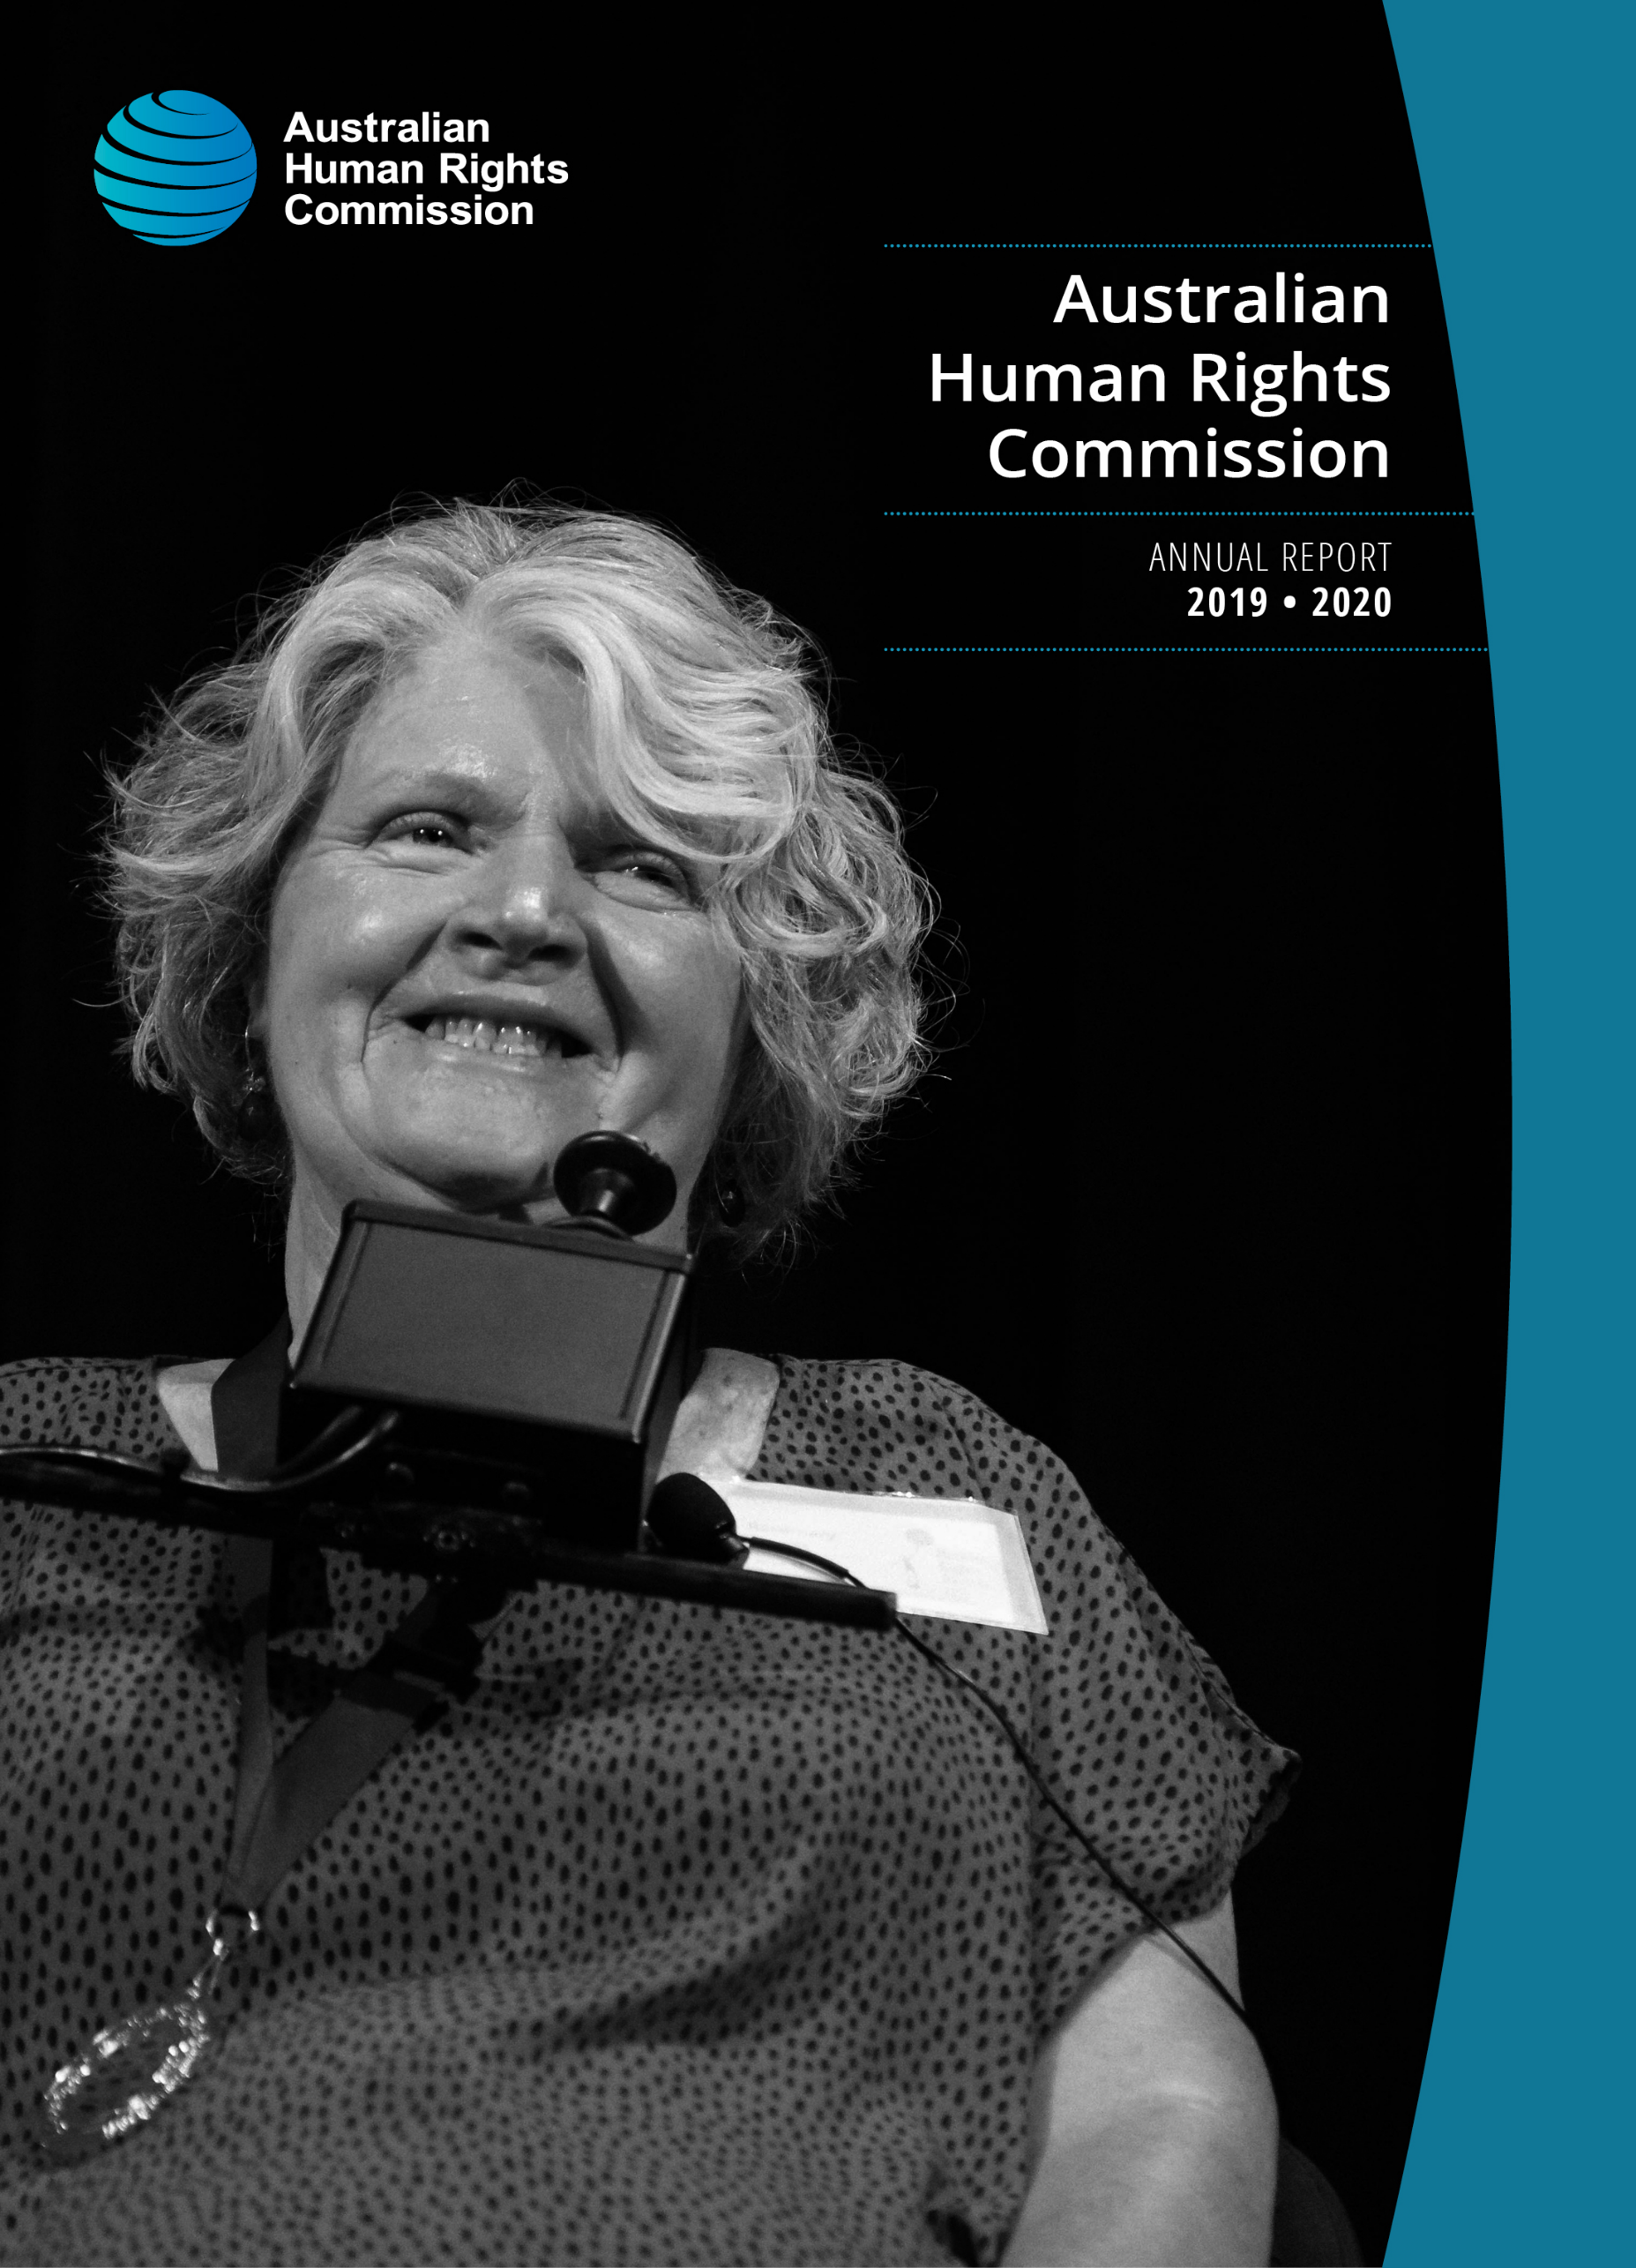 Australian
Human Rights
Commission
Australian
Human Rights
Commission
ANNUAL REPORT
2019 • 2020